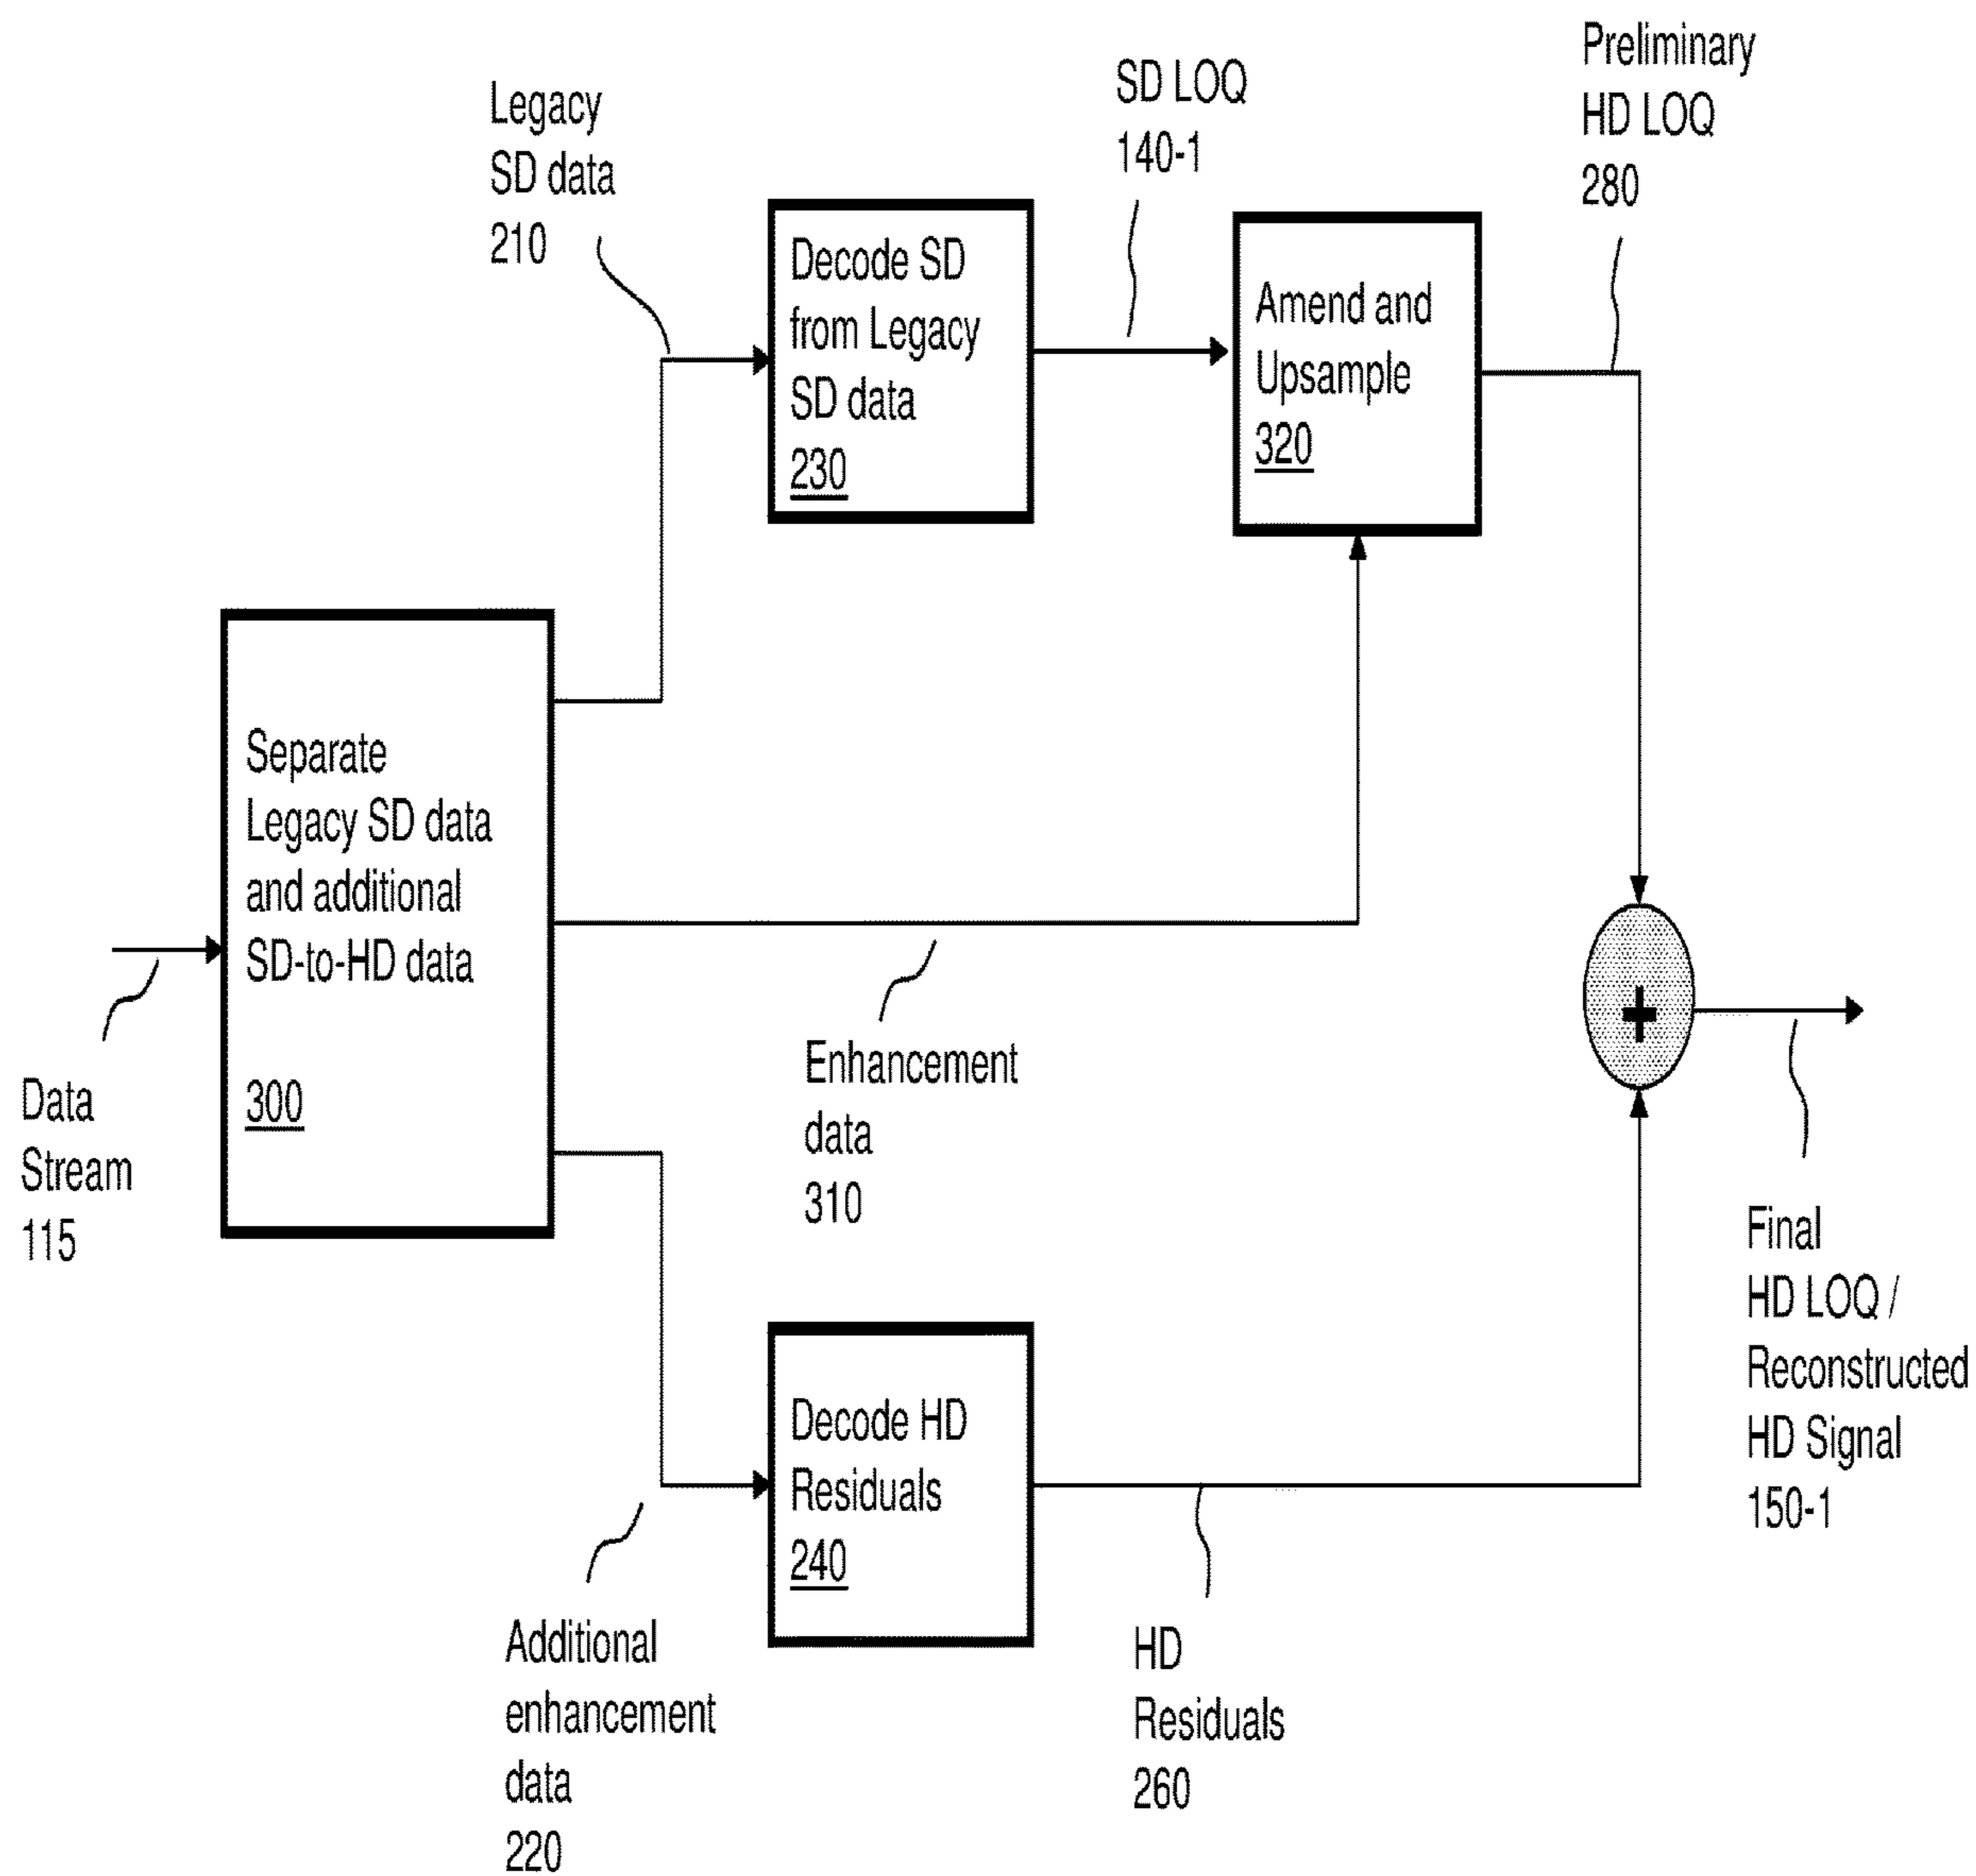 Legacy
SD data
210
SD LOQ
140-1
Preliminary
HD LOQ
280
Decode SD
from Legacy
SD data
230
Amend and
Upsample
320
Separate
Legacy SD data
and additional
SD-to-HD data
300
Data
Stream
115
Enhancement
data
310
+
Final
HD LOQ /
Reconstructed
HD Signal
150-1
Decode HD
Residuals
240
Additional
enhancement
data
220
HD
Residuals
260